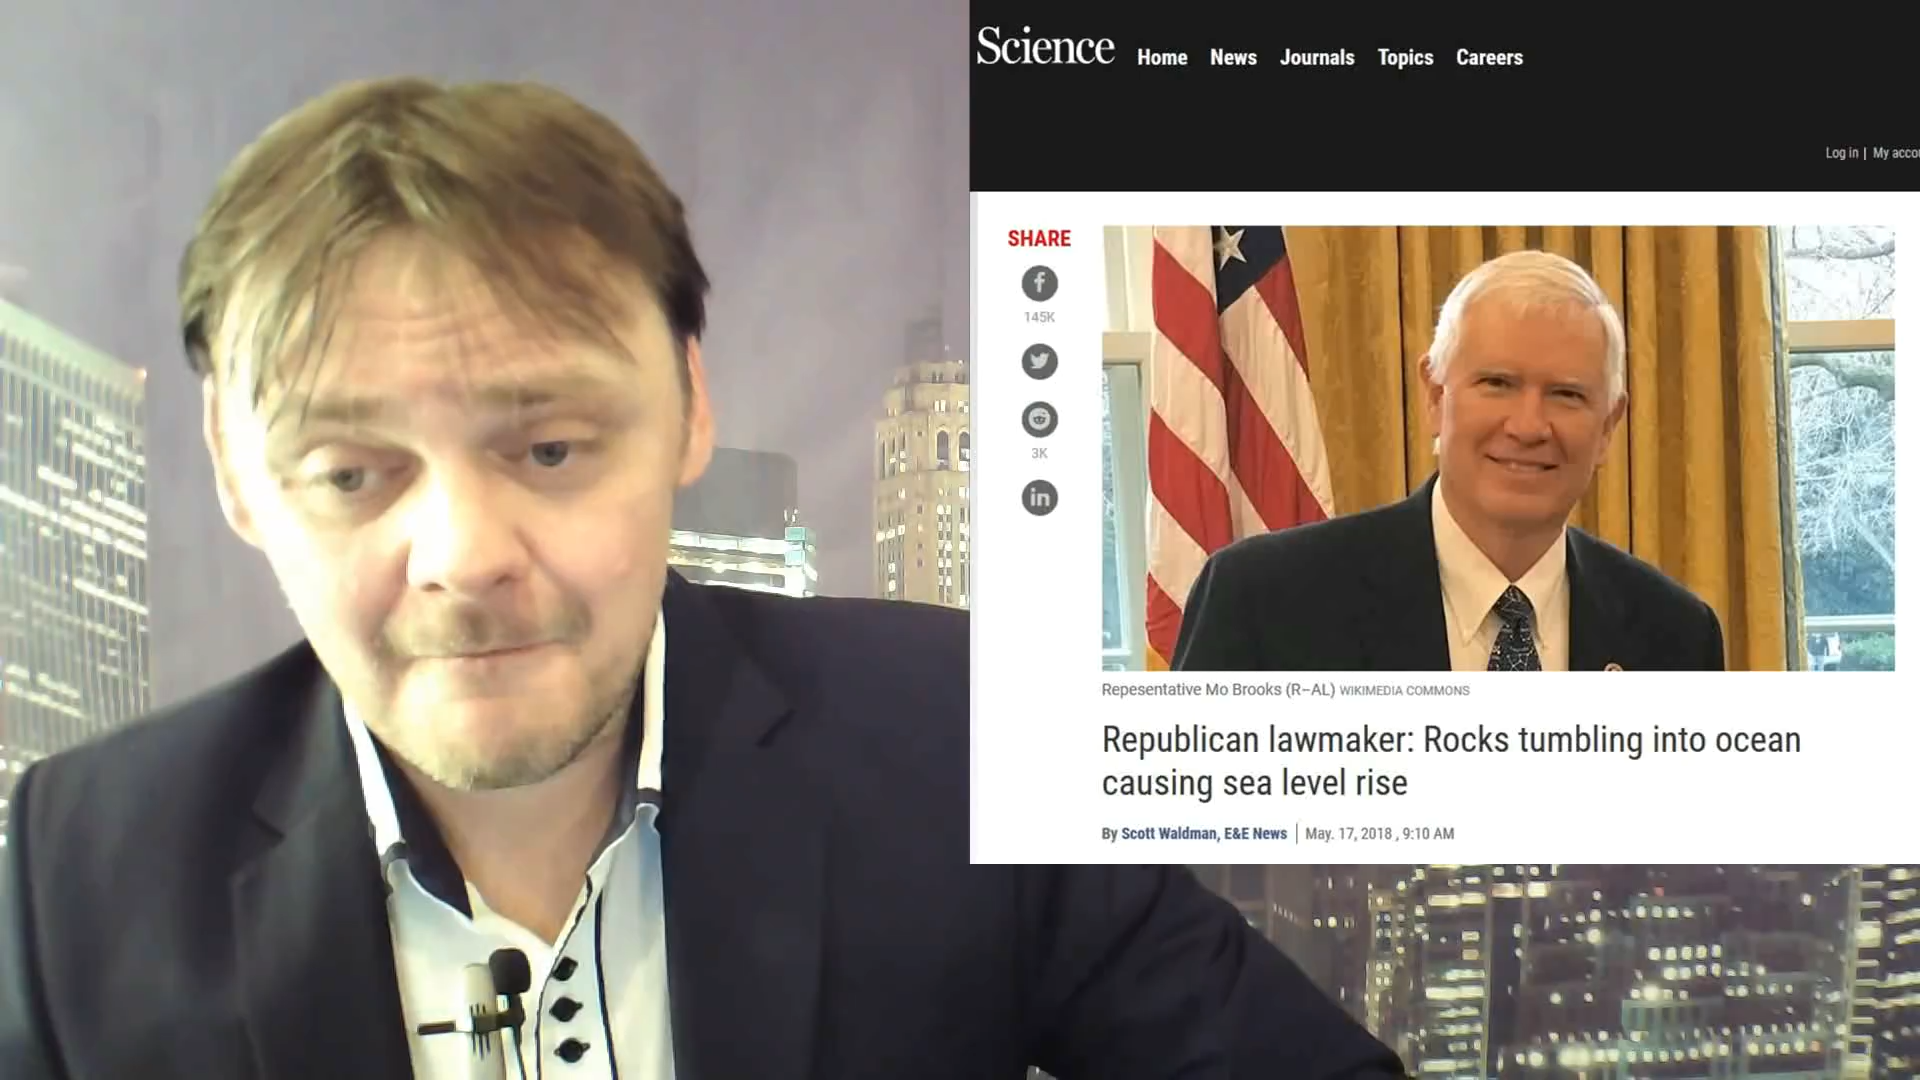 Science
Home News Journals Topics Careers
Log in | My
SHARE
145K
3K
in
Repesentative Mo Brooks (R–AL) WIKIMEDIA COMMONS
Republican lawmaker: Rocks tumbling into ocean
causing sea level rise
By Scott Waldman, E&E News | May. 17, 2018 , 9:10 AM